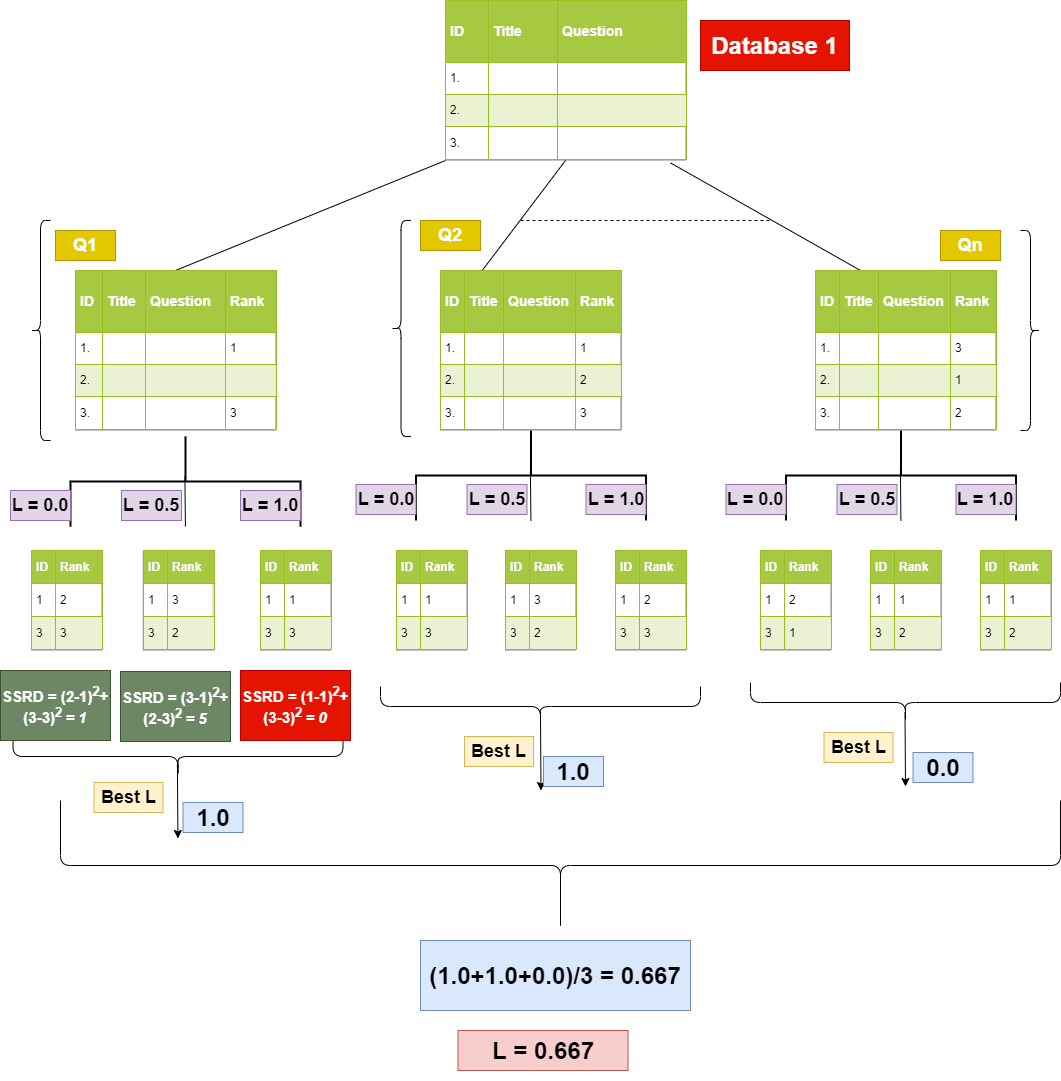 ID Title Question
Database 1
1.
2.
3.
Q1
Q2
Qn
ID Title Question Rank
1. 1
2.
3. 3
ID Title Question Rank
1. 1
2. 2
3. 3
ID Title Question Rank
1. 3
2. 1
3. 2
L = 0.0
L = 0.5
L = 1.0
L = 0.0
L = 0.5
L = 1.0
L = 0.0
L = 0.5
L = 1.0
ID Rank
1 2
3 3
ID Rank
1 3
3 2
ID Rank
1 1
3 3
ID Rank
1 1
3 3
ID Rank
1 3
3 2
ID Rank
1 2
3 3
ID Rank
1 2
3 1
ID Rank
1 1
3 2
ID Rank
1 1
3 2
SSRD = (2-1)²+
(3-3)² = 1
SSRD = (3-1)²+
(2-3)² = 5
SSRD = (1-1)²+
(3-3)² = 0
Best L
1.0
Best L
1.0
Best L
0.0
(1.0+1.0+0.0)/3 = 0.667
L = 0.667